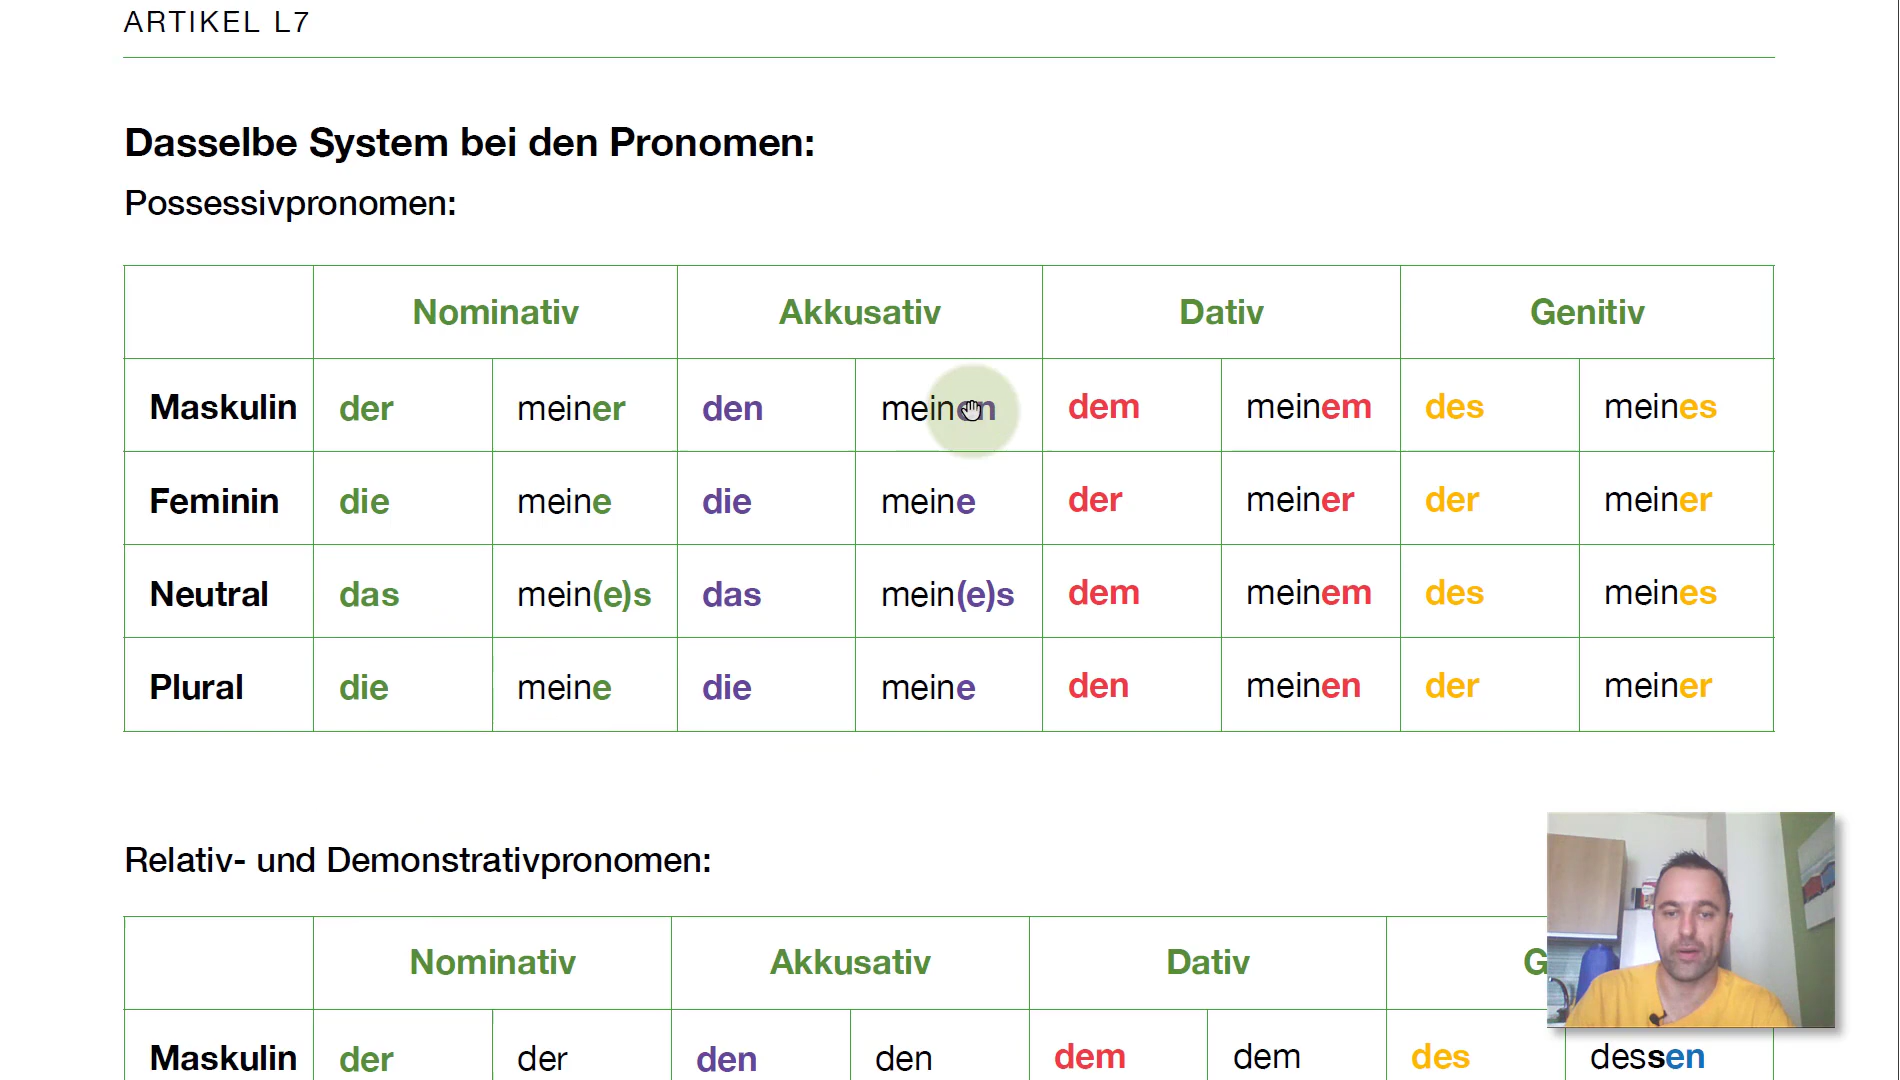 ARTIKEL L7
Dasselbe System bei den Pronomen:
Possessivpronomen:
Nominativ Akkusativ Dativ Genitiv
Maskulin der meiner den meinen dem meinem des meines
Feminin die meine die meine der meiner der meiner
Neutral das mein(e)s das mein(e)s dem meinem des meines
Plural die meine die meine den meinen der meiner
Relativ- und Demonstrativpronomen:
Nominativ Akkusativ Dativ G
Maskulin der der den den dem dem des dessen